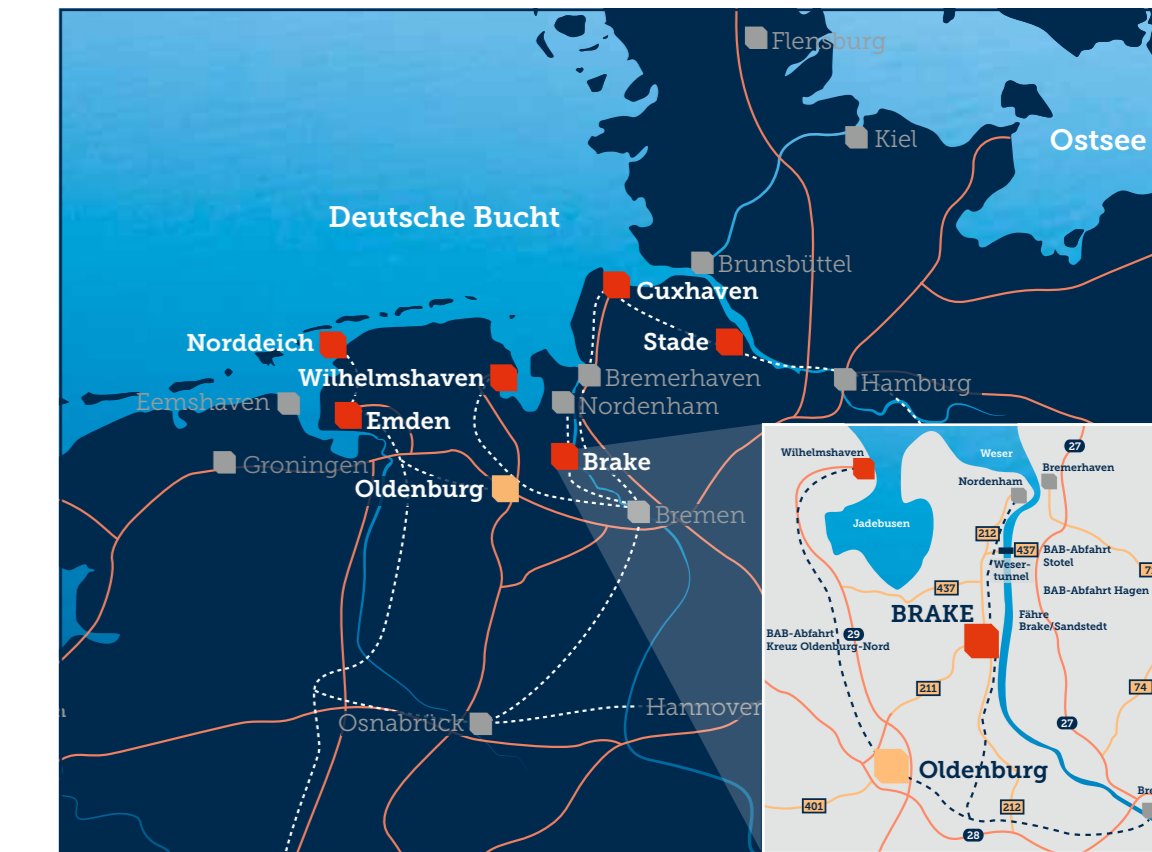 Flensburg
Kiel
Ostsee
Deutsche Bucht
Brunsbüttel
Cuxhaven
Norddeich
Stade
Wilhelmshaven
Bremerhaven
Hamburg
Eemshaven
Nordenham
Emden
Groningen
Brake
Oldenburg
Bremen
Hannover
Osnabrück
Wilhelmshaven
Weser
27
Bremerhaven
Nordenham
Jadebusen
212
437
BAB-Abfahrt
Stotel
Weser-
tunnel
437
BAB-Abfahrt Hagen
BRAKE
Fähre
Brake/Sandstedt
BAB-Abfahrt
Kreuz Oldenburg-Nord
29
211
74
27
Oldenburg
401
212
28